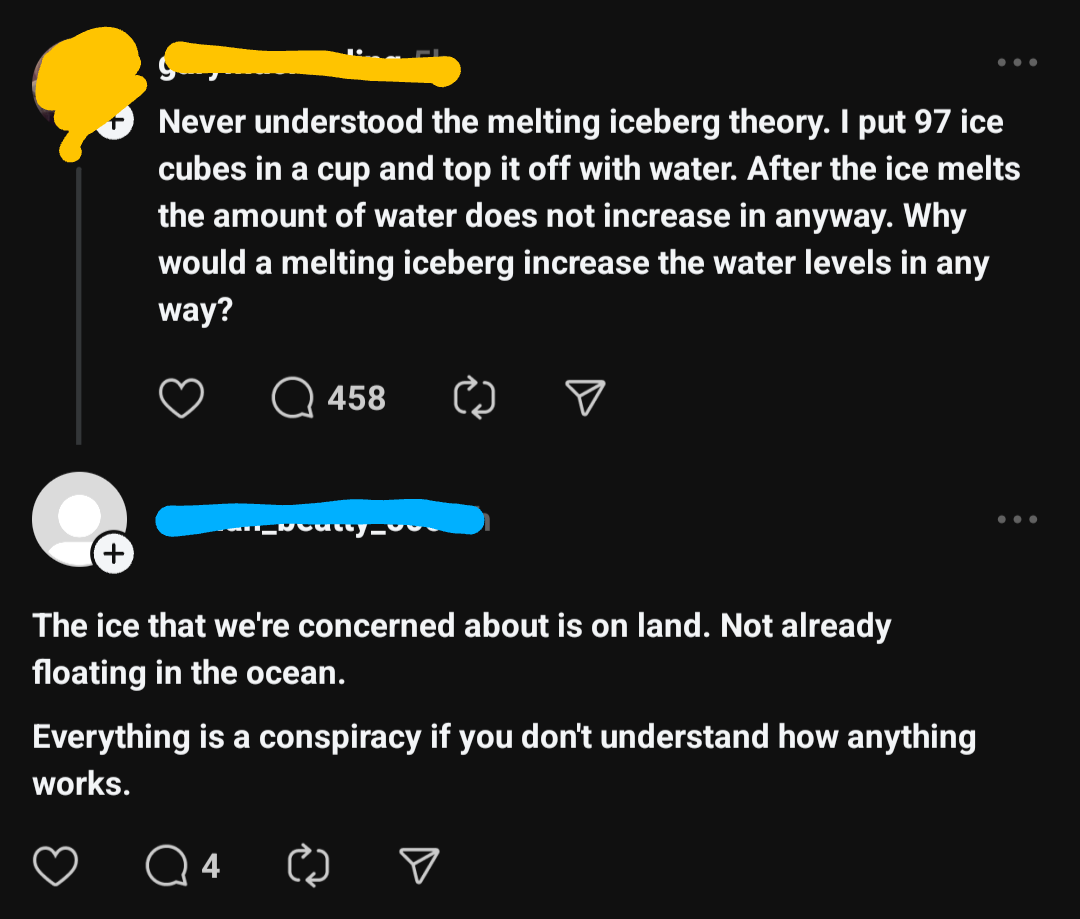 Never understood the melting iceberg theory. I put 97 ice
cubes in a cup and top it off with water. After the ice melts
the amount of water does not increase in anyway. Why
would a melting iceberg increase the water levels in any
way?
458
The ice that we're concerned about is on land. Not already
floating in the ocean.
Everything is a conspiracy if you don't understand how anything
works.
4